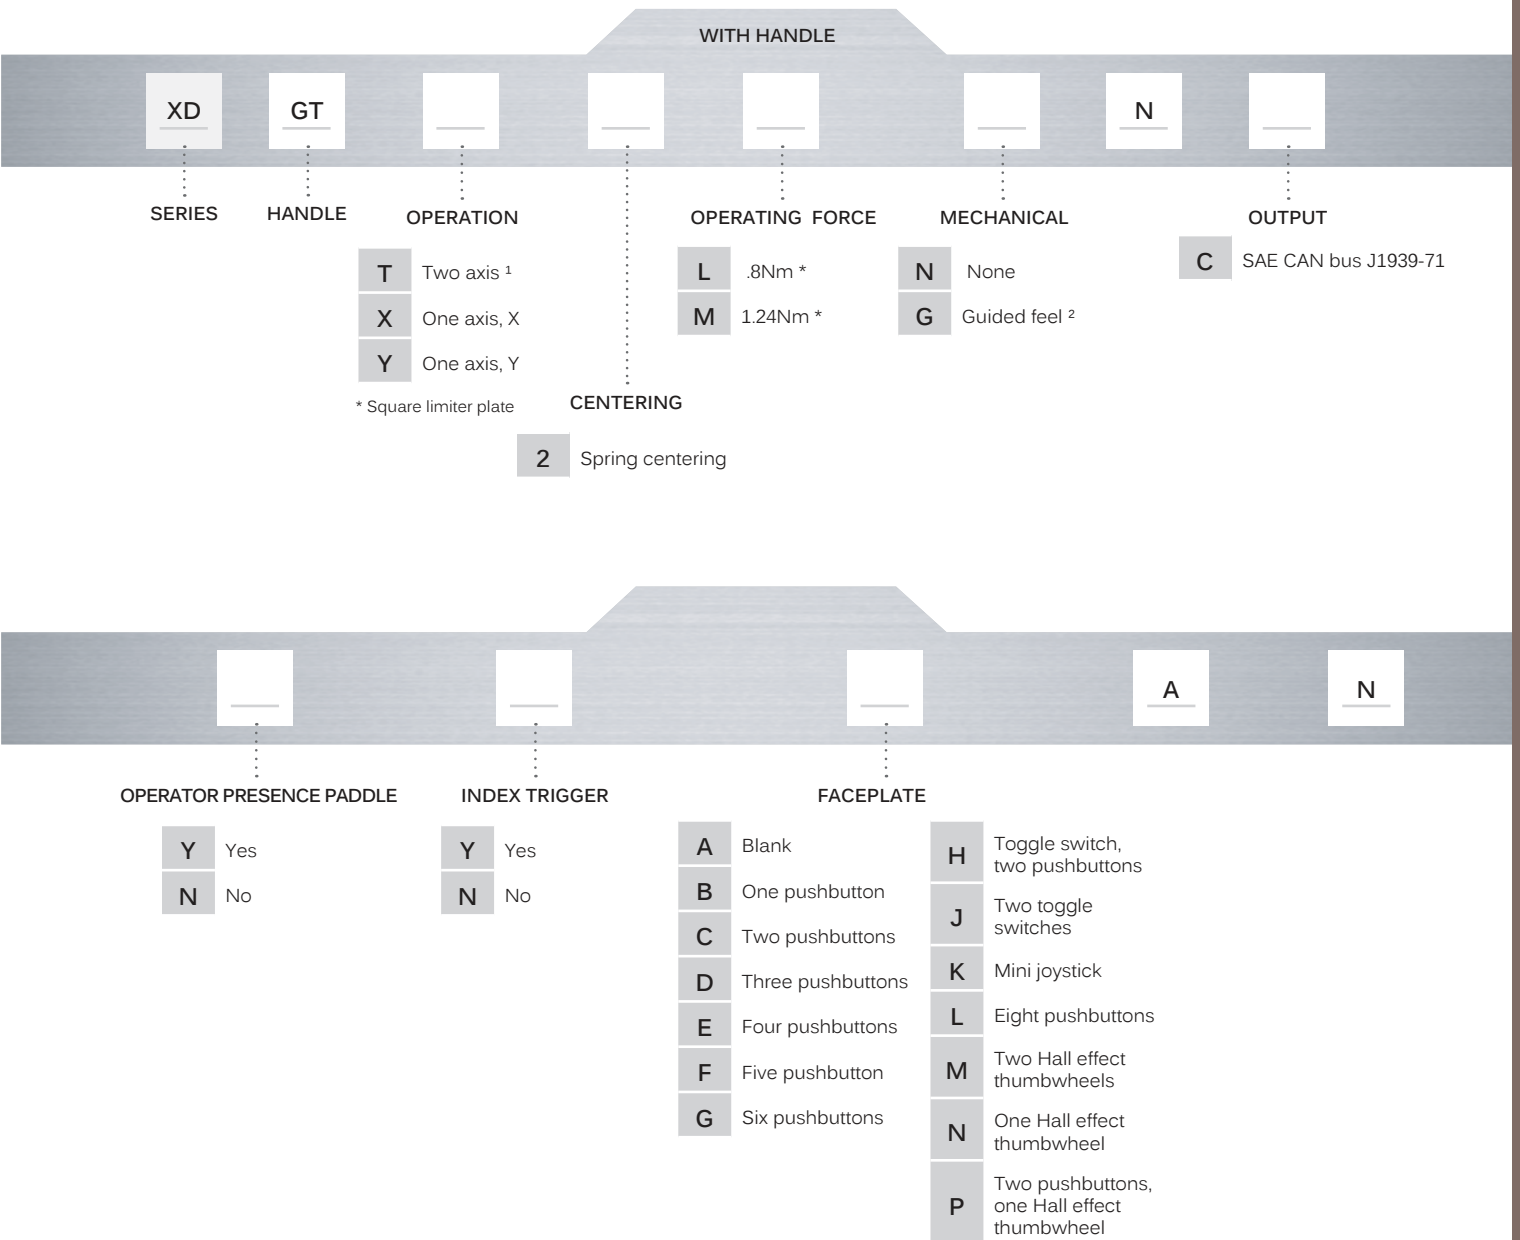 WITH HANDLE
XD GT N
SERIES HANDLE OPERATION OPERATING FORCE MECHANICAL OUTPUT
T Two axis ¹
X One axis, X
Y One axis, Y
* Square limiter plate
CENTERING
2 Spring centering
L .8Nm *
M 1.24Nm *
N None
G Guided feel ²
C SAE CAN bus J1939-71
A N
OPERATOR PRESENCE PADDLE
Y Yes
N No
INDEX TRIGGER
Y Yes
N No
FACEPLATE
A Blank
B One pushbutton
C Two pushbuttons
D Three pushbuttons
E Four pushbuttons
F Five pushbutton
G Six pushbuttons
H Toggle switch,
two pushbuttons
J Two toggle
switches
K Mini joystick
L Eight pushbuttons
M Two Hall effect
thumbwheels
N One Hall effect
thumbwheel
P Two pushbuttons,
one Hall effect
thumbwheel